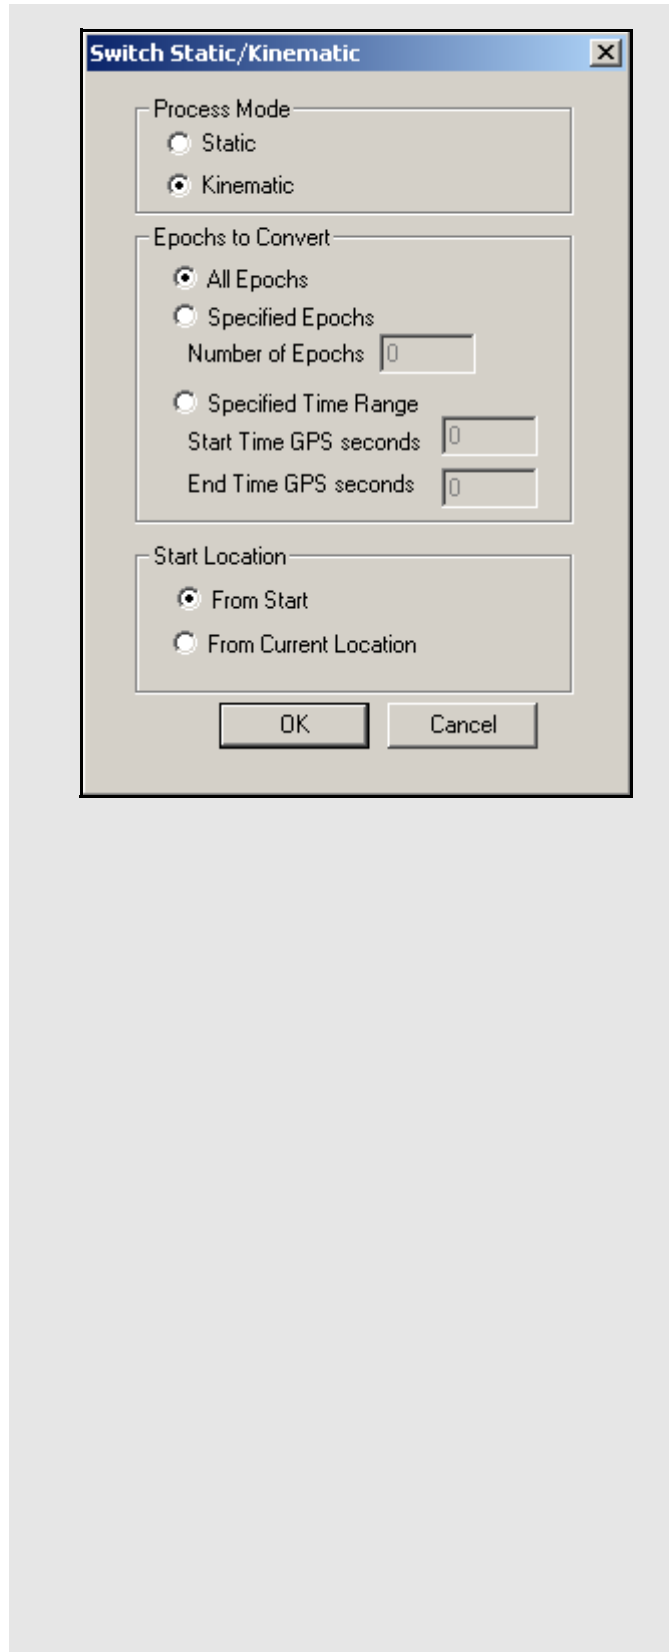 Switch Static/Kinematic
Process Mode
Static
Kinematic
Epochs to Convert
All Epochs
Specified Epochs
Number of Epochs 0
Specified Time Range
Start Time GPS seconds 0
End Time GPS seconds 0
Start Location
From Start
From Current Location
OK Cancel